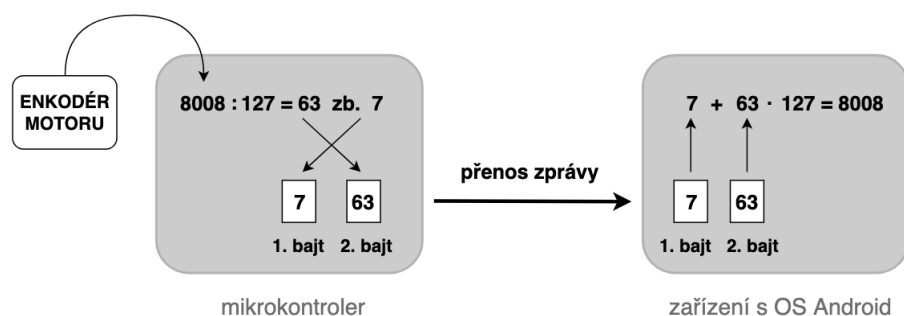 ENKODÉR
MOTORU
8008 : 127 = 63 zb. 7
7 63
1. bajt 2. bajt
mikrokontroler
přenos zprávy
7 + 63 · 127 = 8008
7 63
1. bajt 2. bajt
zařízení s OS Android